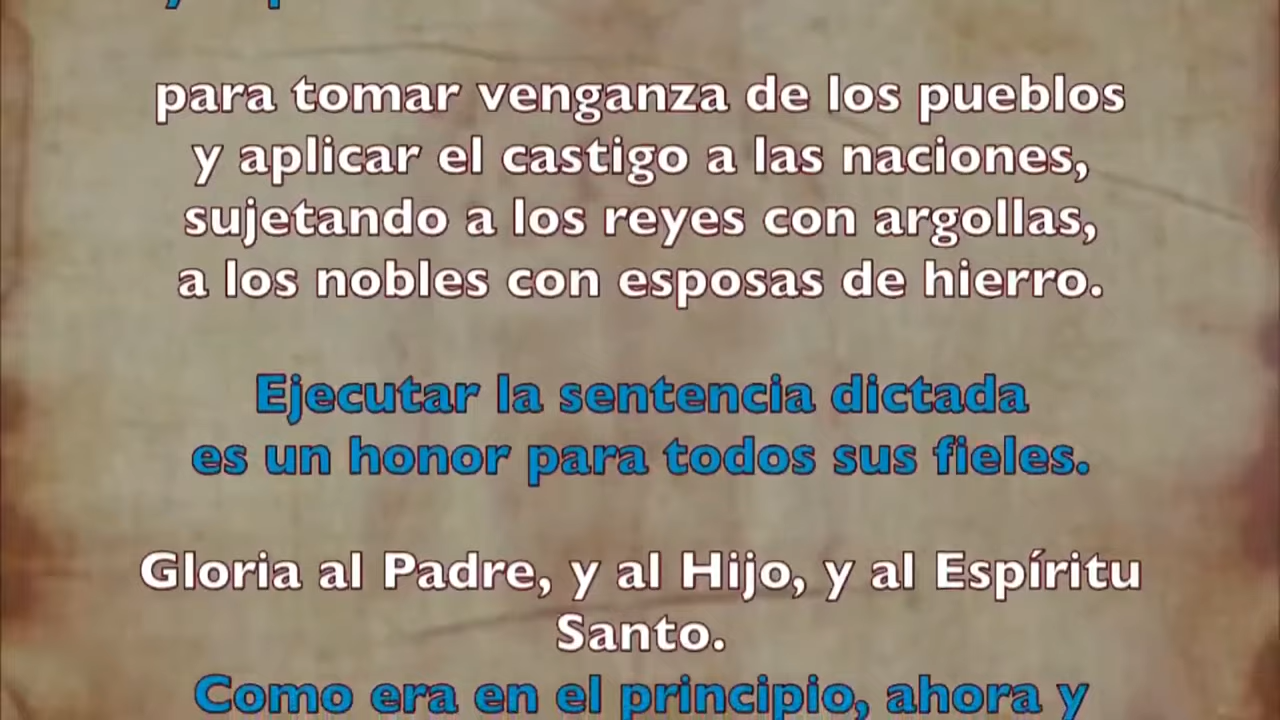 para tomar venganza de los pueblos
y aplicar el castigo a las naciones,
sujetando a los reyes con argollas,
a los nobles con esposas de hierro.
Ejecutar la sentencia dictada
es un honor para todos sus fieles.
Gloria al Padre, y al Hijo, y al Espíritu
Santo.
Como era en el principio, ahora y